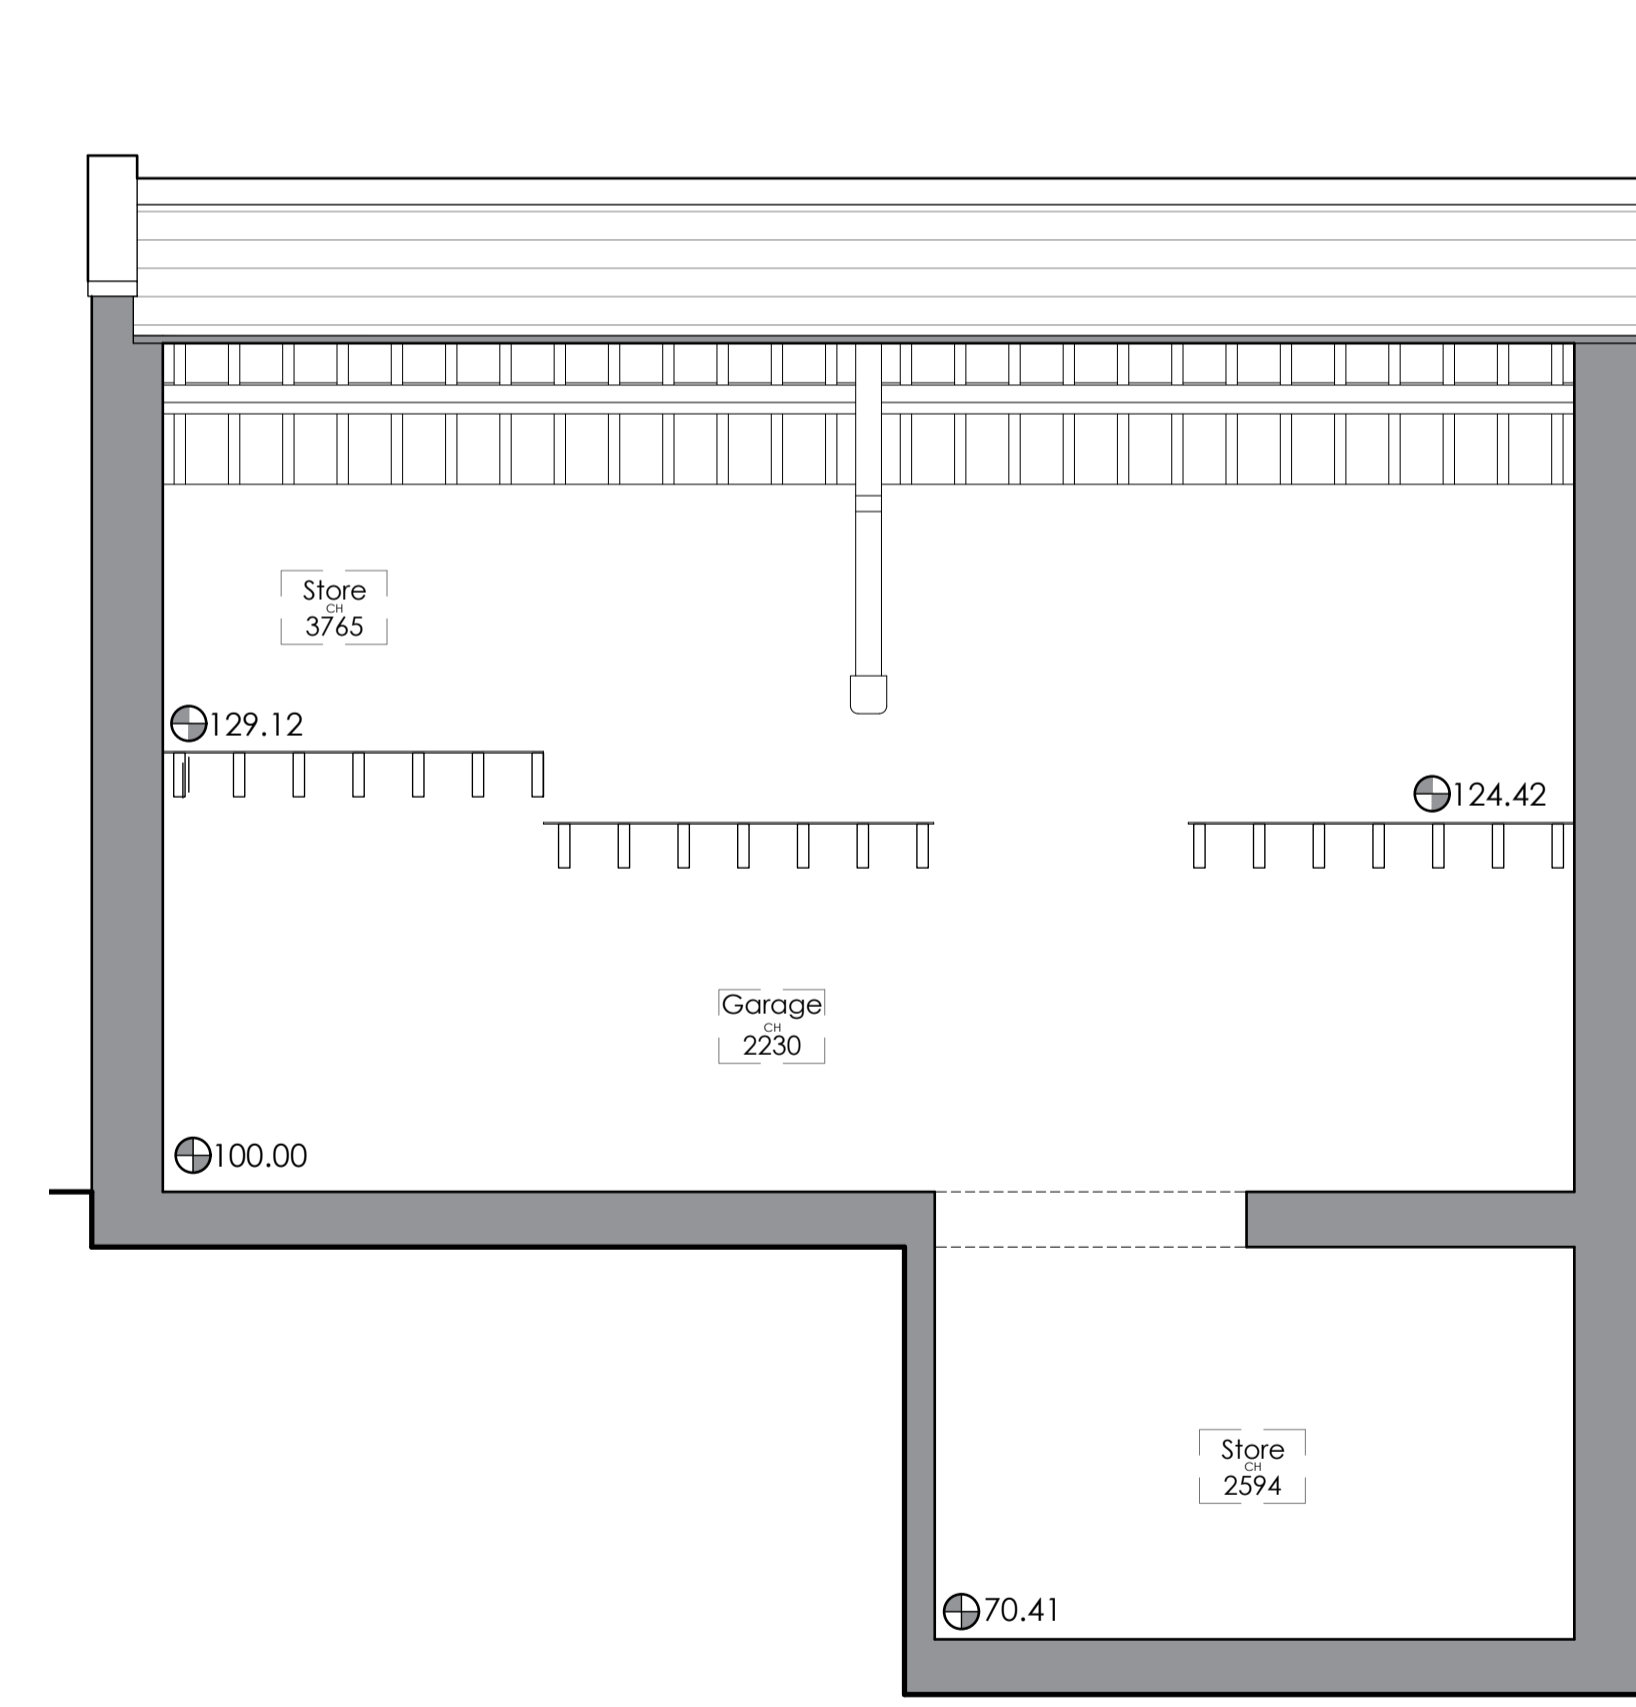 Store
CH
3765
129.12
124.42
Garage
CH
2230
100.00
Store
CH
2594
70.41